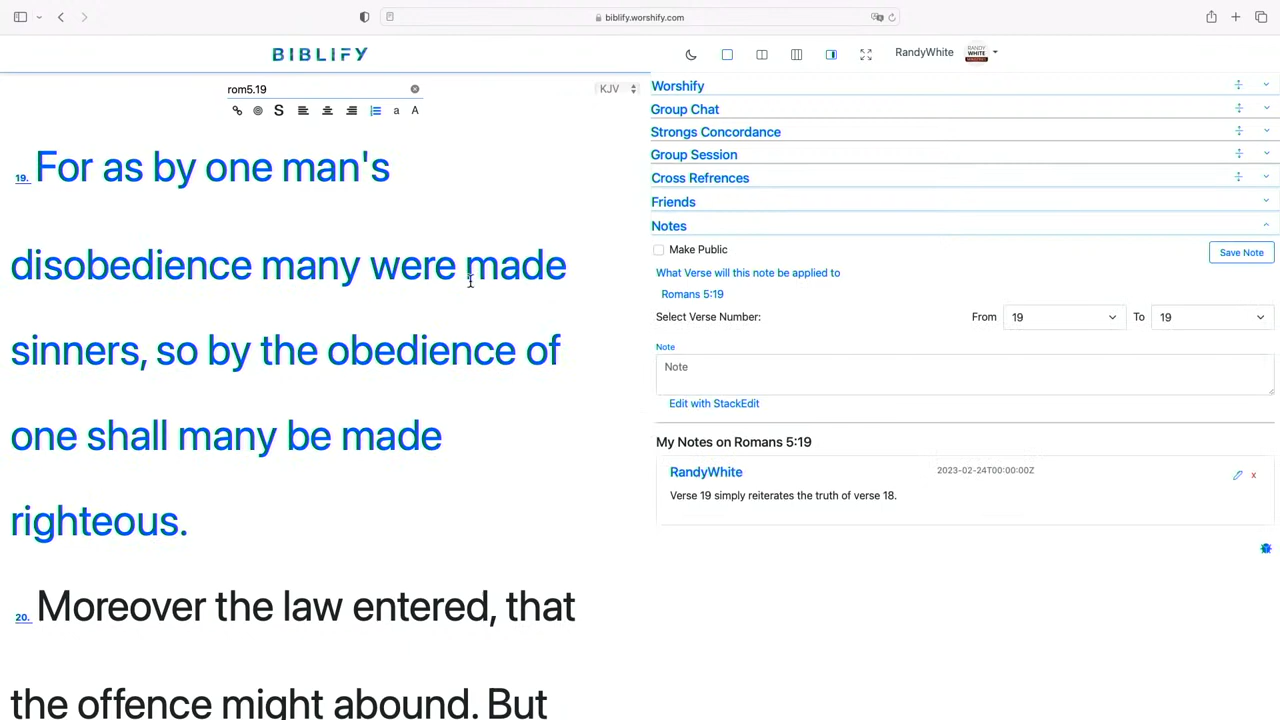 biblify.worshify.com
BIBLIFY
RandyWhite
RANDY
WHITE
rom5.19
KJV
S
a A
19. For as by one man's
disobedience many were made
sinners, so by the obedience of
one shall many be made
righteous.
20. Moreover the law entered, that
the offence might abound. But
Worshify
Group Chat
Strongs Concordance
Group Session
Cross Refrences
Friends
Notes
Make Public
Save Note
What Verse will this note be applied to
Romans 5:19
Select Verse Number:
From 19 To 19
Note
Note
Edit with StackEdit
My Notes on Romans 5:19
RandyWhite 2023-02-24T00:00:00Z x
Verse 19 simply reiterates the truth of verse 18.